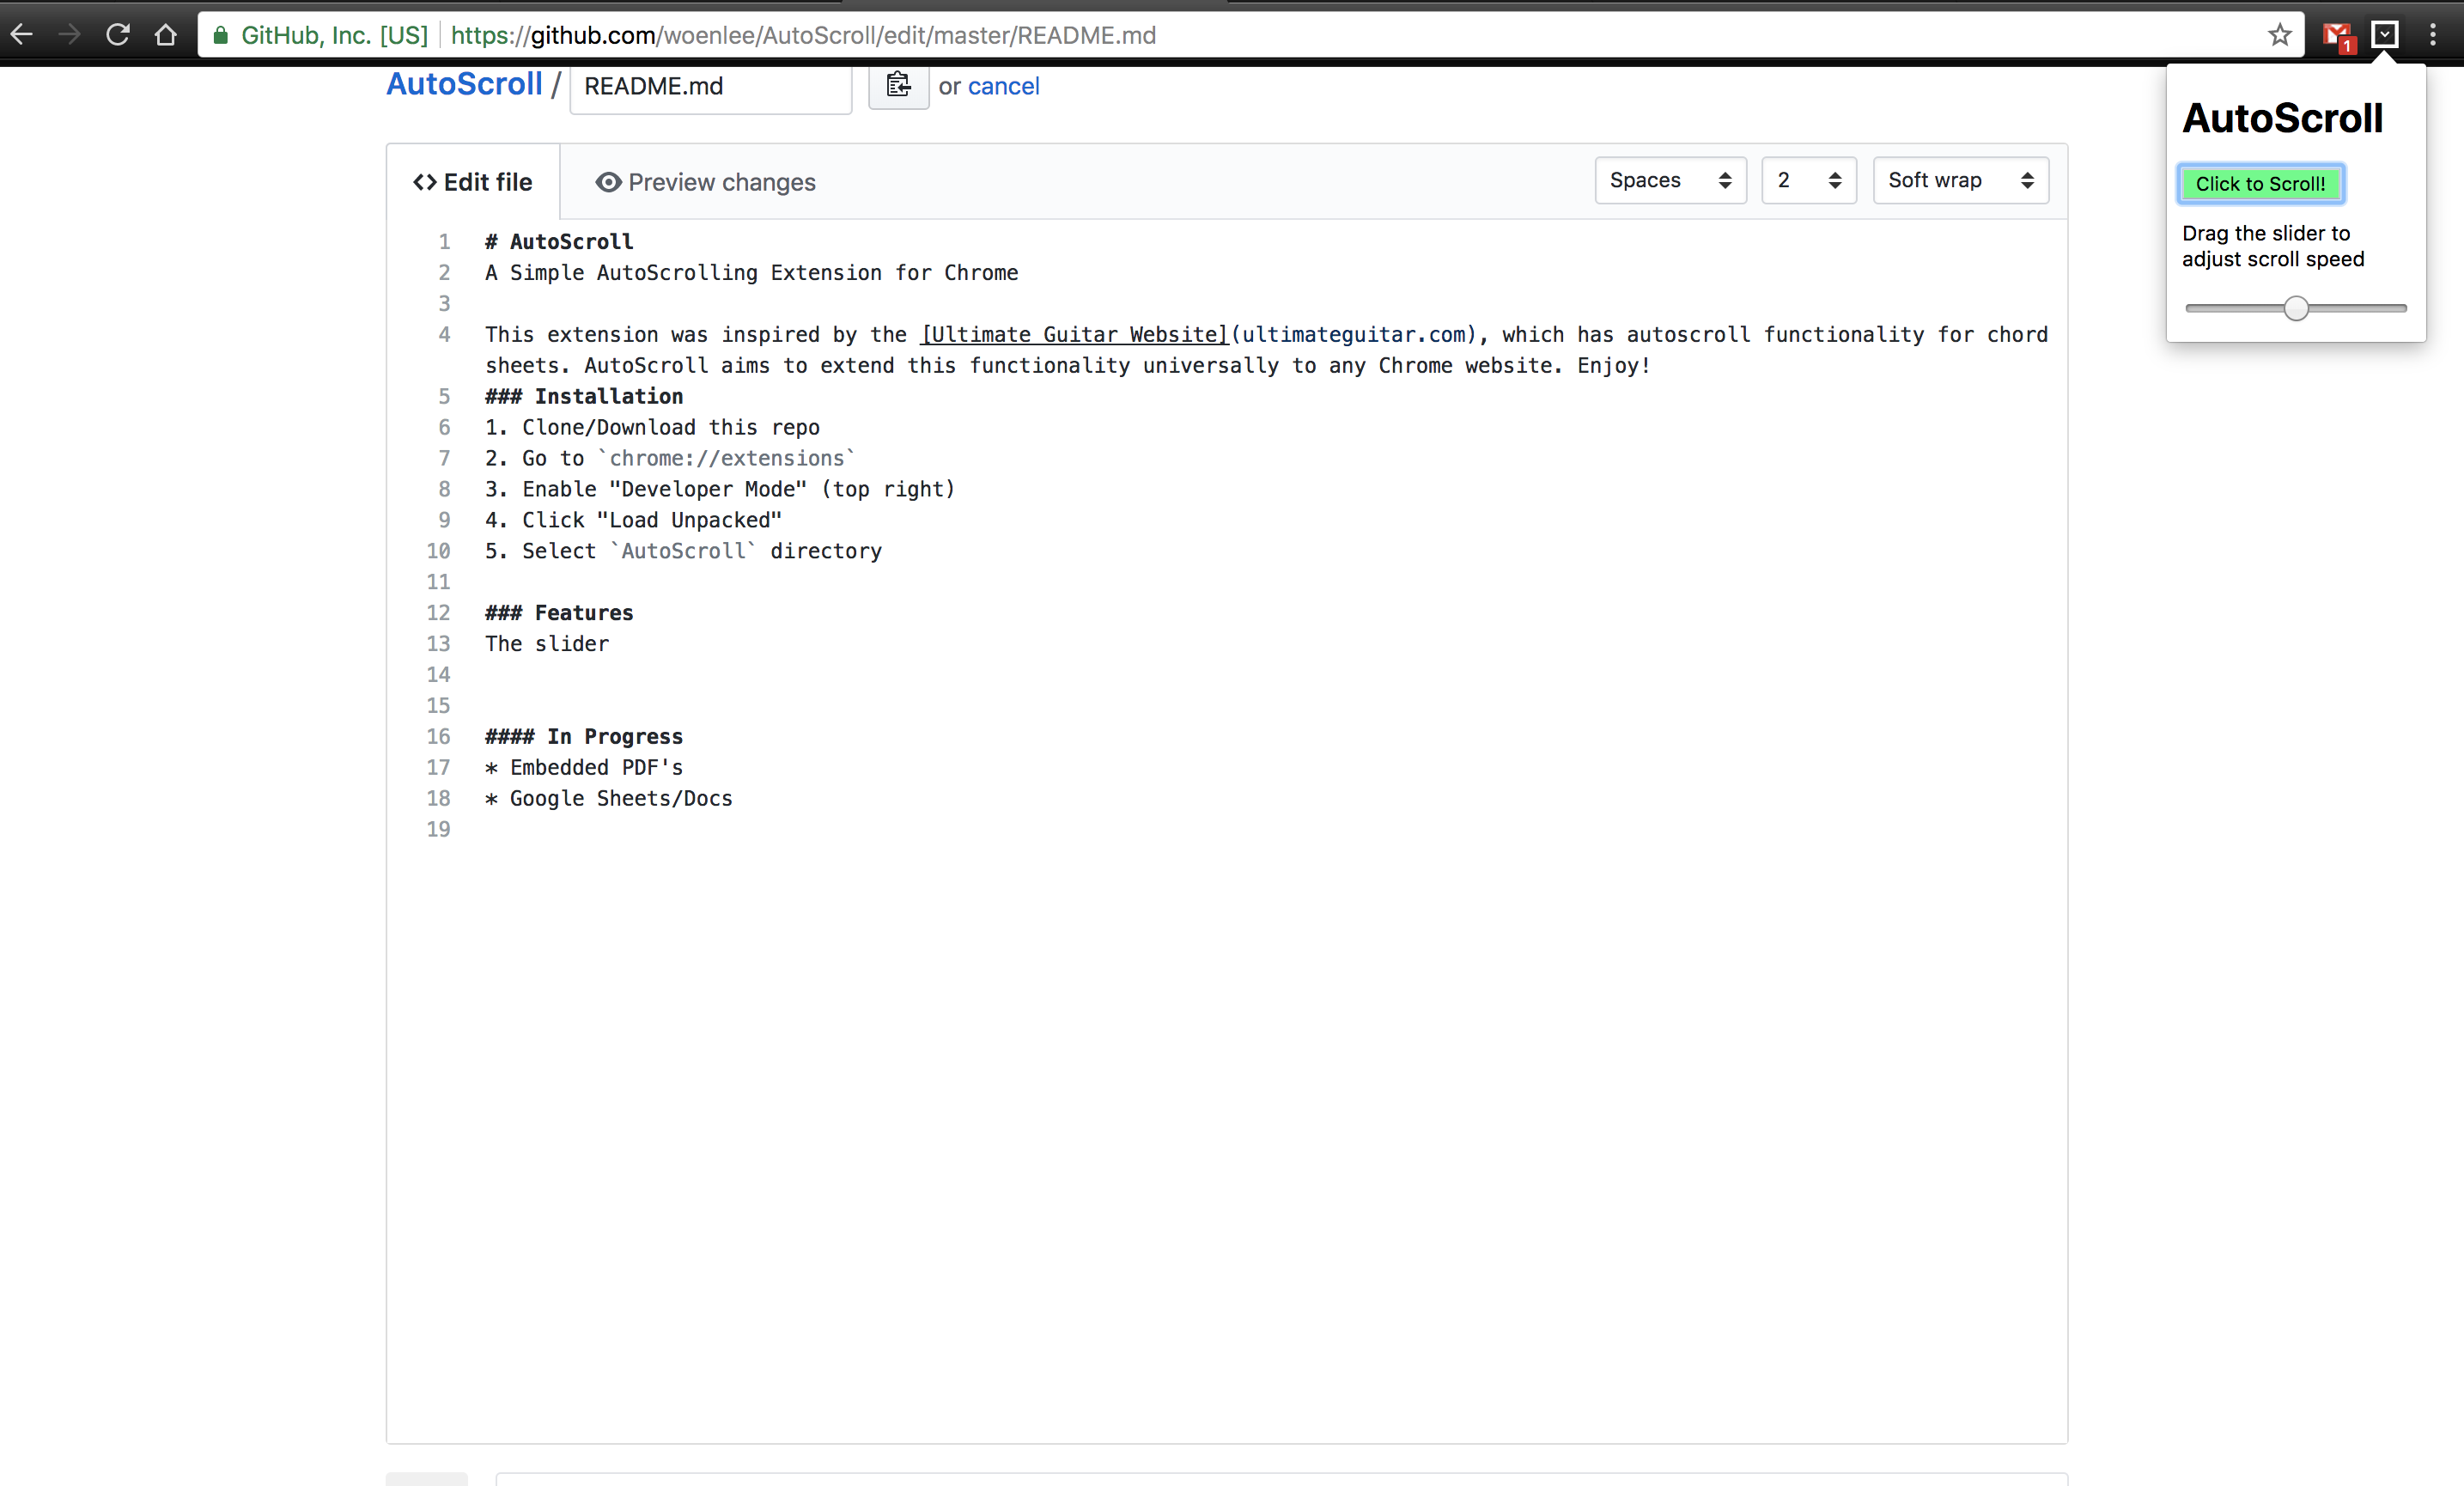 GitHub, Inc. [US] https://github.com/woenlee/AutoScroll/edit/master/README.md
1
AutoScroll / README.md or cancel
AutoScroll
Click to Scroll!
Drag the slider to
adjust scroll speed
<> Edit file Preview changes Spaces 2 Soft wrap
1 # AutoScroll
2 A Simple AutoScrolling Extension for Chrome
3
4 This extension was inspired by the [Ultimate Guitar Website](ultimateguitar.com), which has autoscroll functionality for chord
sheets. AutoScroll aims to extend this functionality universally to any Chrome website. Enjoy!
5 ### Installation
6 1. Clone/Download this repo
7 2. Go to `chrome://extensions`
8 3. Enable "Developer Mode" (top right)
9 4. Click "Load Unpacked"
10 5. Select `AutoScroll` directory
11
12 ### Features
13 The slider
14
15
16 #### In Progress
17 * Embedded PDF's
18 * Google Sheets/Docs
19